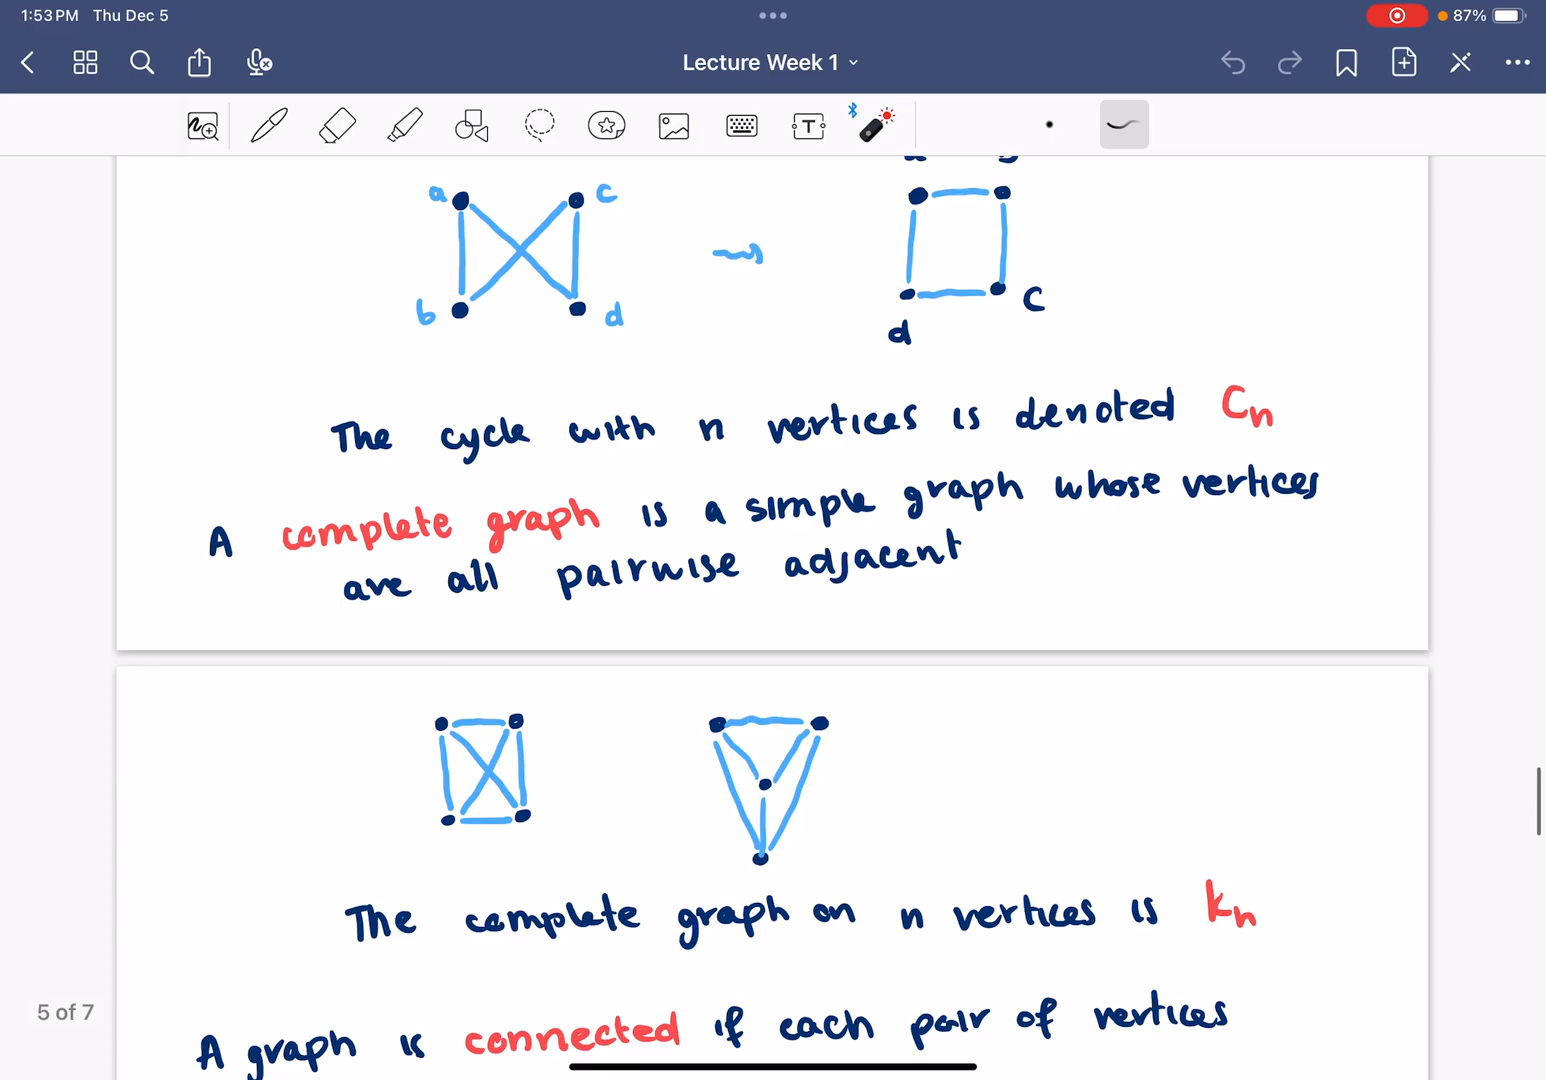 1:53 PM Thu Dec 5
87%
Lecture Week 1
T
a
c
b
d
c
d
The cycle with n vertices is denoted Cn
A complete graph is a simple graph whose vertices
are all pairwise adjacent
The complete graph on n vertices is kn
5 of 7
A graph is connected if each pair of vertices